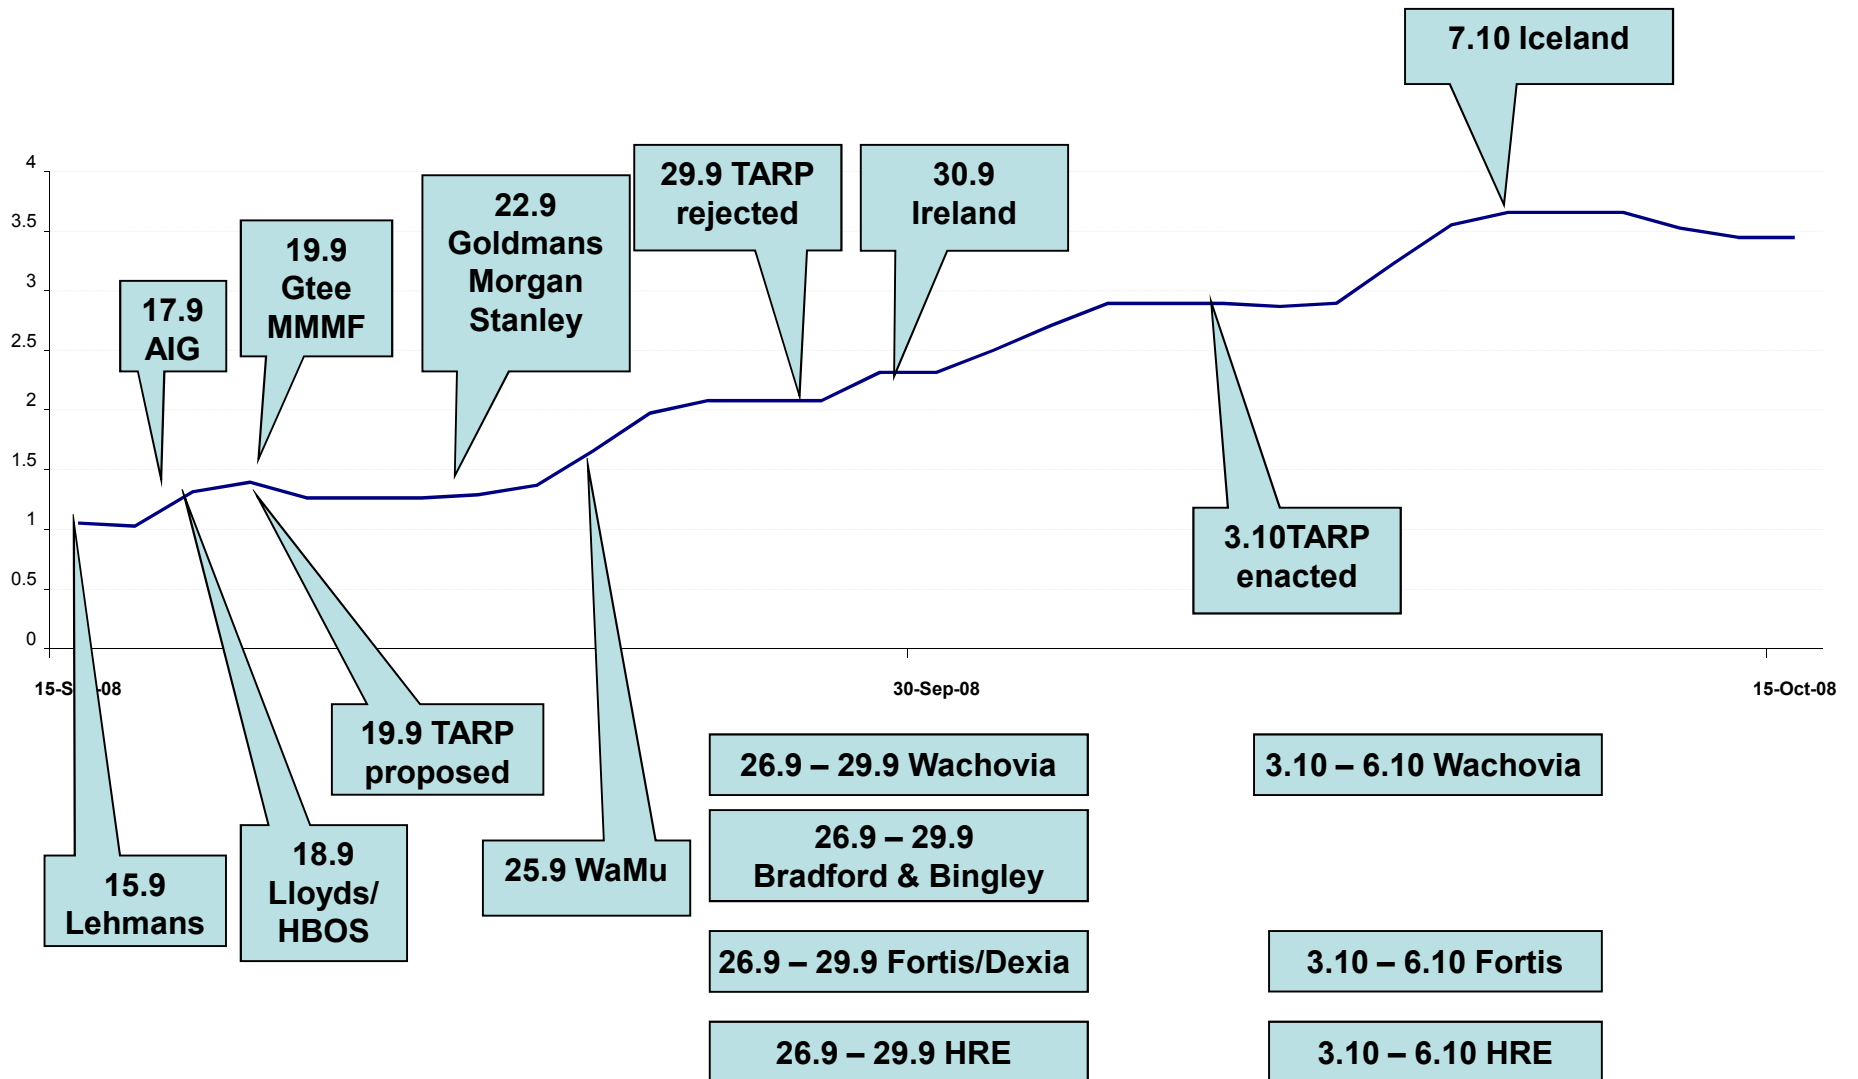 7.10 Iceland
4
3.5
3
2.5
2
1.5
1
0.5
0
17.9
AIG
19.9
Gtee
MMMF
22.9
Goldmans
Morgan
Stanley
29.9 TARP
rejected
30.9
Ireland
3.10TARP
enacted
30-Sep-08
15-Oct-08
19.9 TARP
proposed
15.9
Lehmans
18.9
Lloyds/
HBOS
25.9 WaMu
26.9 – 29.9 Wachovia
3.10 – 6.10 Wachovia
26.9 – 29.9
Bradford & Bingley
26.9 – 29.9 Fortis/Dexia
3.10 – 6.10 Fortis
26.9 – 29.9 HRE
3.10 – 6.10 HRE